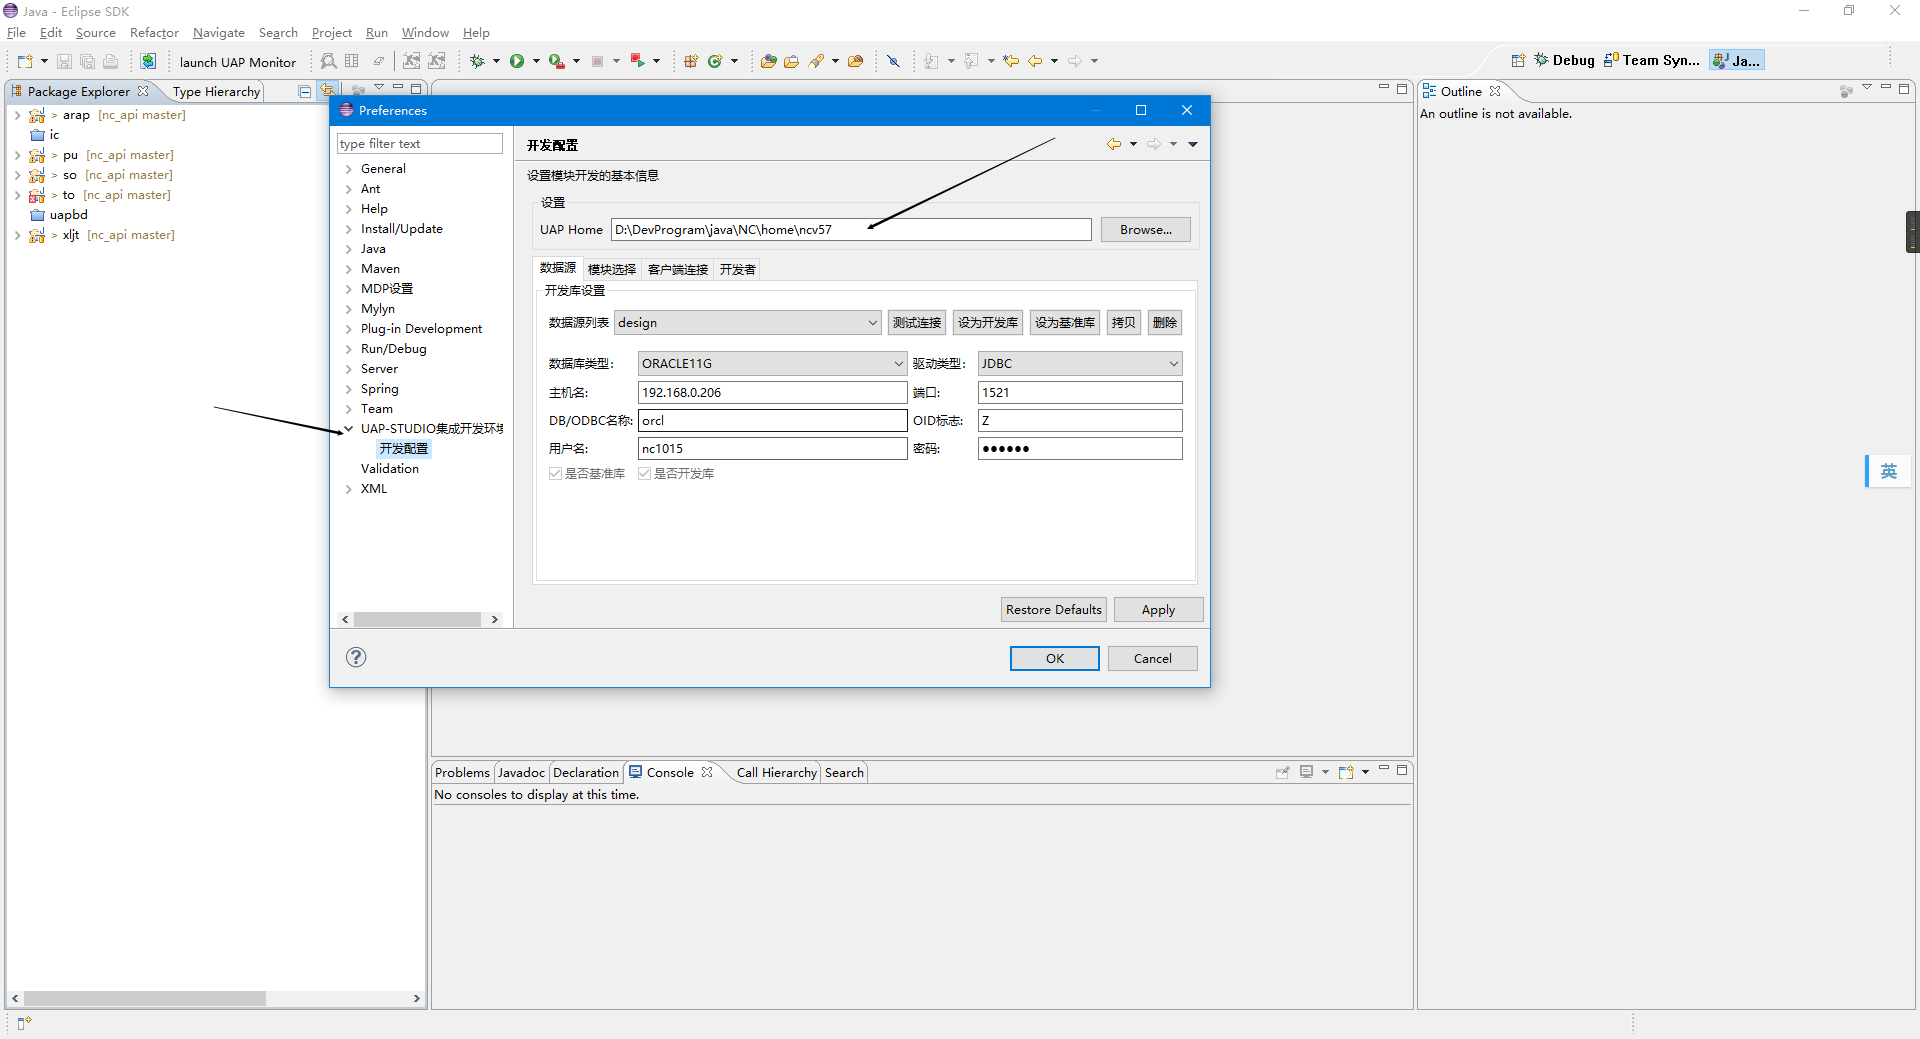 Java - Eclipse SDK
File Edit Source Refactor Navigate Search Project Run Window Help
launch UAP Monitor
Debug Team Syn... Ja...
Package Explorer Type Hierarchy
> arap [nc_api master]
ic
> pu [nc_api master]
> so [nc_api master]
> to [nc_api master]
uapbd
> xljt [nc_api master]
Preferences
type filter text
General
Ant
Help
Install/Update
Java
Maven
MDP设置
Mylyn
Plug-in Development
Run/Debug
Server
Spring
Team
UAP-STUDIO集成开发环境
开发配置
Validation
XML
开发配置
设置模块开发的基本信息
设置
UAP Home D:\DevProgram\java\NC\home\ncv57 Browse...
数据源 模块选择 客户端连接 开发者
开发库设置
数据源列表 design 测试连接 设为开发库 设为基准库 拷贝 删除
数据库类型: ORACLE11G 驱动类型: JDBC
主机名: 192.168.0.206 端口: 1521
DB/ODBC名称: orcl OID标志: Z
用户名: nc1015 密码: ●●●●●●
是否基准库 是否开发库
Restore Defaults Apply
OK Cancel
Outline
An outline is not available.
英
Problems Javadoc Declaration Console Call Hierarchy Search
No consoles to display at this time.